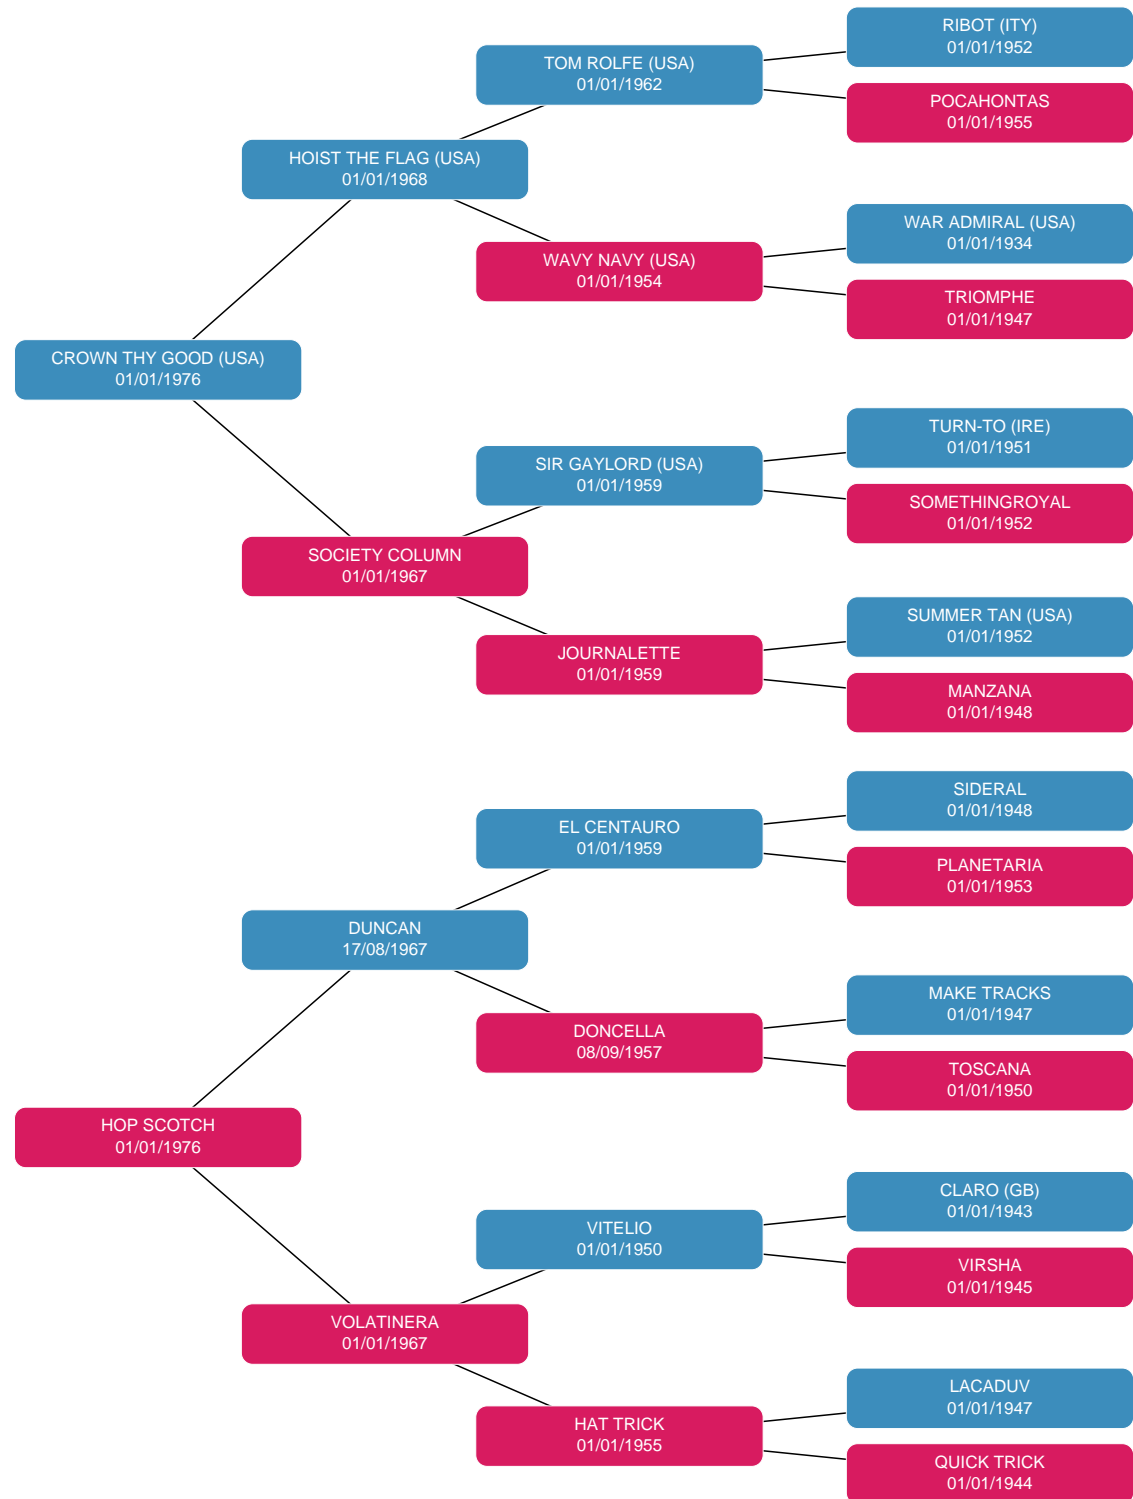 RIBOT (ITY)
01/01/1952
TOM ROLFE (USA)
01/01/1962
POCAHONTAS
01/01/1955
HOIST THE FLAG (USA)
01/01/1968
WAR ADMIRAL (USA)
01/01/1934
WAVY NAVY (USA)
01/01/1954
TRIOMPHE
01/01/1947
CROWN THY GOOD (USA)
01/01/1976
TURN-TO (IRE)
01/01/1951
SIR GAYLORD (USA)
01/01/1959
SOMETHINGROYAL
01/01/1952
SOCIETY COLUMN
01/01/1967
SUMMER TAN (USA)
01/01/1952
JOURNALETTE
01/01/1959
MANZANA
01/01/1948
SIDERAL
01/01/1948
EL CENTAURO
01/01/1959
PLANETARIA
01/01/1953
DUNCAN
17/08/1967
MAKE TRACKS
01/01/1947
DONCELLA
08/09/1957
TOSCANA
01/01/1950
HOP SCOTCH
01/01/1976
CLARO (GB)
01/01/1943
VITELIO
01/01/1950
VIRSHA
01/01/1945
VOLATINERA
01/01/1967
LACADUV
01/01/1947
HAT TRICK
01/01/1955
QUICK TRICK
01/01/1944